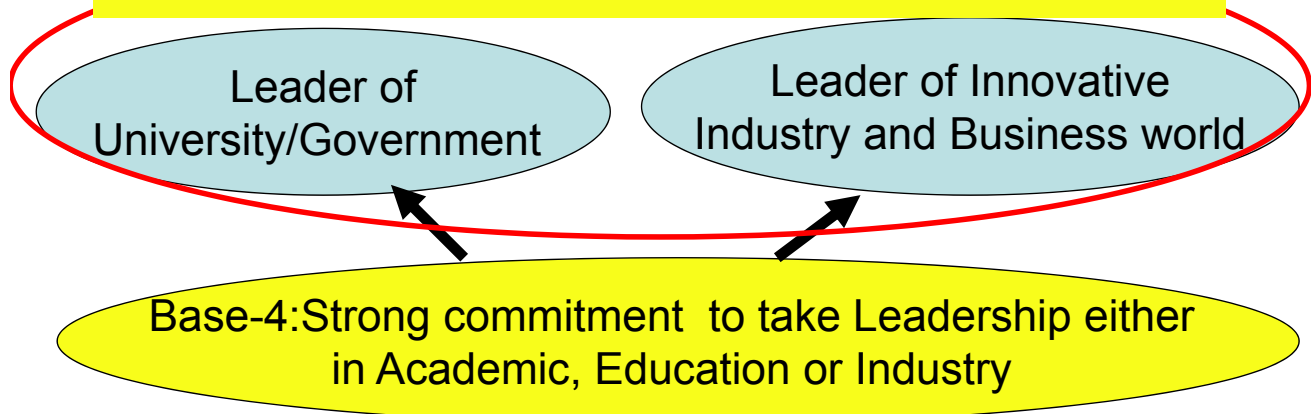 Leader of
University/Government
Leader of Innovative
Industry and Business world
Base-4:Strong commitment  to take Leadership either
in Academic, Education or Industry